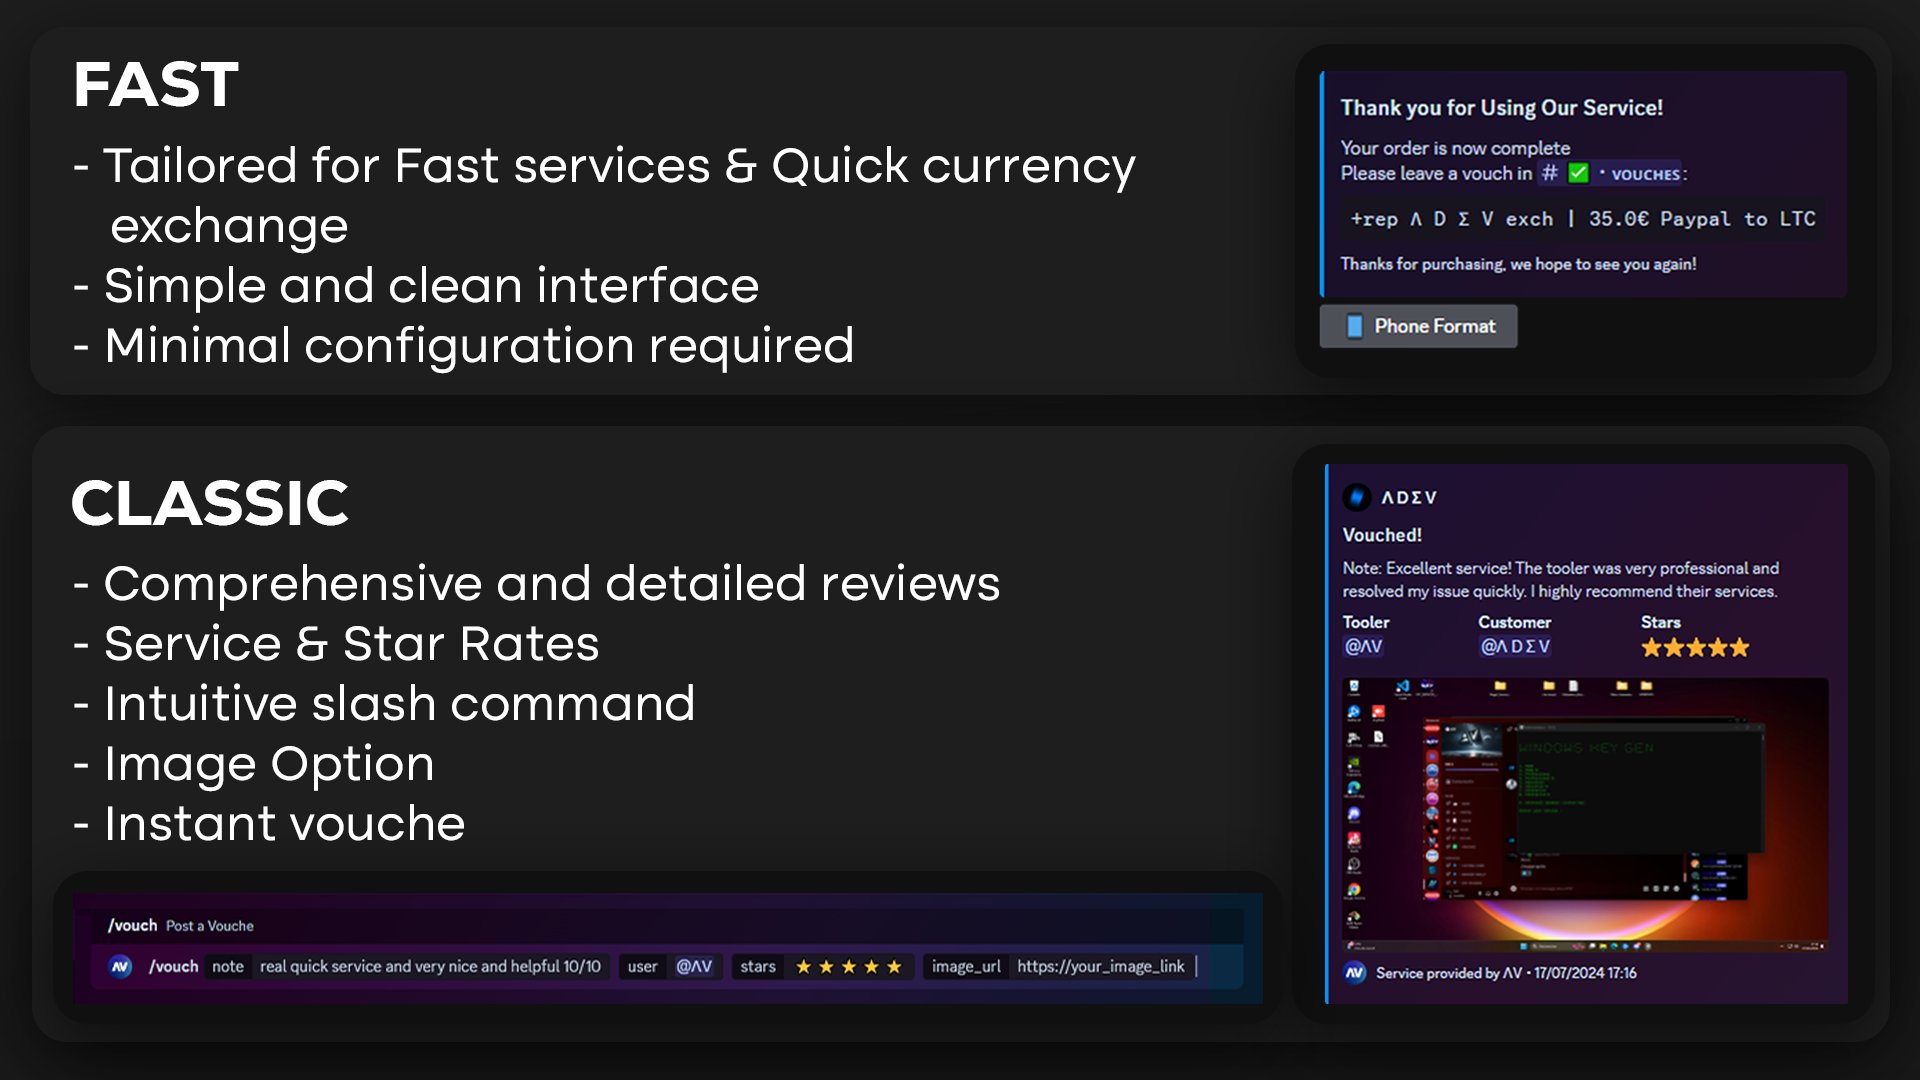 FAST
- Tailored for Fast services & Quick currency
exchange
- Simple and clean interface
- Minimal configuration required
Thank you for Using Our Service!
Your order is now complete
Please leave a vouch in # ✅・VOUCHES:
+rep Λ D Σ V exch | 35.0€ Paypal to LTC
Thanks for purchasing, we hope to see you again!
Phone Format
CLASSIC
- Comprehensive and detailed reviews
- Service & Star Rates
- Intuitive slash command
- Image Option
- Instant vouche
/vouch Post a Vouche
ΛV /vouch note real quick service and very nice and helpful 10/10 user @ΛV stars ★★★★★ image_url https://your_image_link
Λ D Σ V
Vouched!
Note: Excellent service! The tooler was very professional and
resolved my issue quickly. I highly recommend their services.
Tooler Customer Stars
@ΛV @Λ D Σ V ⭐⭐⭐⭐⭐
WINDOWS KEY GEN
ΛV Service provided by ΛV • 17/07/2024 17:16